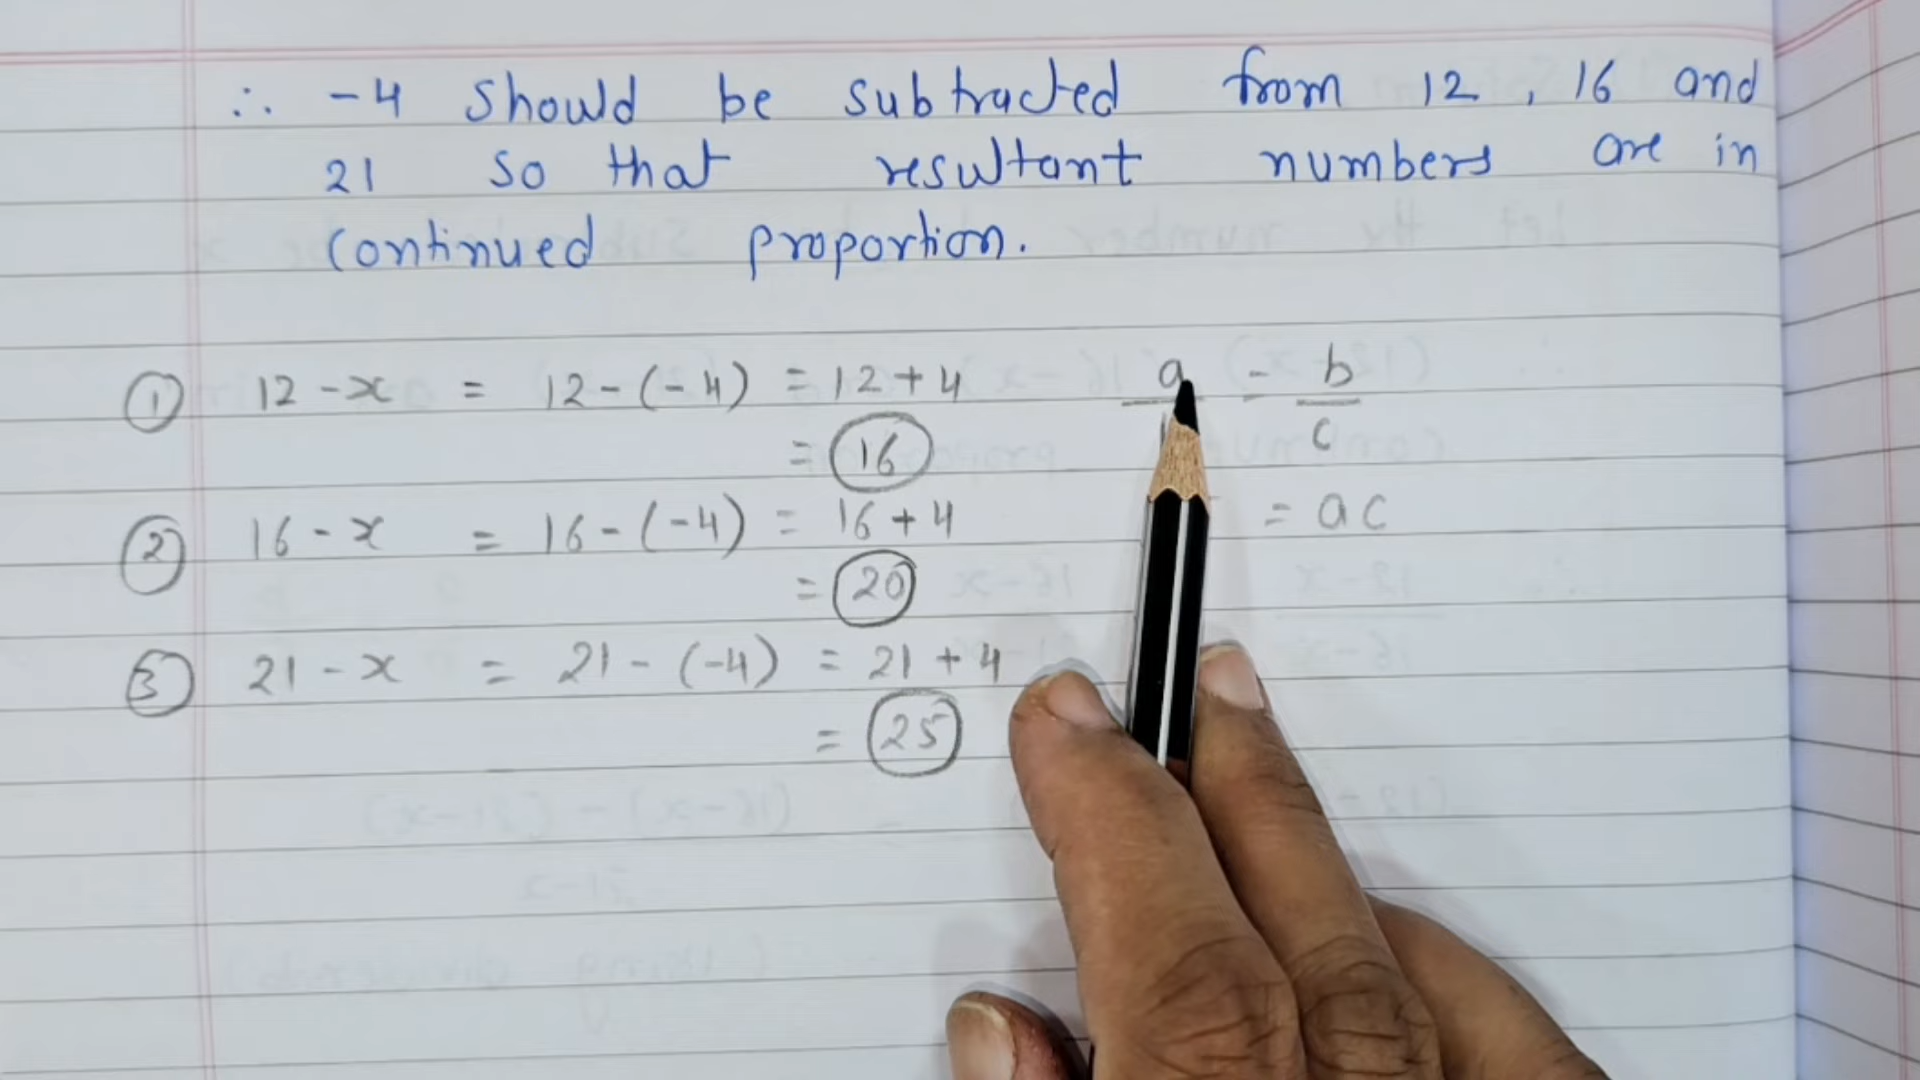 ∴ -4 should be subtracted from 12, 16 and
21 so that resultant numbers are in
continued proportion.
① 12 - x = 12 - (-4) = 12 + 4
= 16
② 16 - x = 16 - (-4) = 16 + 4
= 20
③ 21 - x = 21 - (-4) = 21 + 4
= 25
a = b
c
= ac